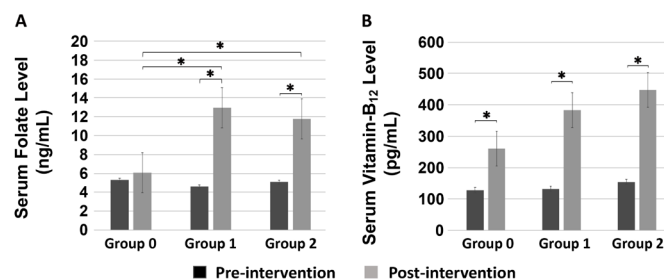 A
Serum Folate Level
(ng/mL)
20
18
16
14
12
10
8
6
4
2
0
*
*
*
*
Group 0
Group 1
Group 2
B
Serum Vitamin-B₁₂ Level
(pg/mL)
600
500
400
300
200
100
0
*
*
*
Group 0
Group 1
Group 2
Pre-intervention
Post-intervention